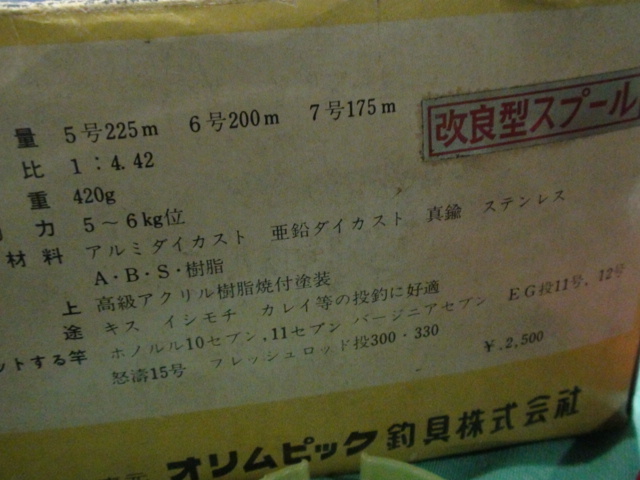 量 5号225m 6号200m 7号175m
改良型スプール
比 1：4.42
重 420g
力 5～6kg位
材料 アルミダイカスト 亜鉛ダイカスト 真鍮 ステンレス
A・B・S・樹脂
上 高級アクリル樹脂焼付塗装
途 キス イシモチ カレイ等の投釣に好適
ットする竿 ホノルル10セブン,11セブン バージニアセブン EG投11号,12号
怒濤15号 フレッシュロッド投300・330
¥.2,500
オリムピック釣具株式会社